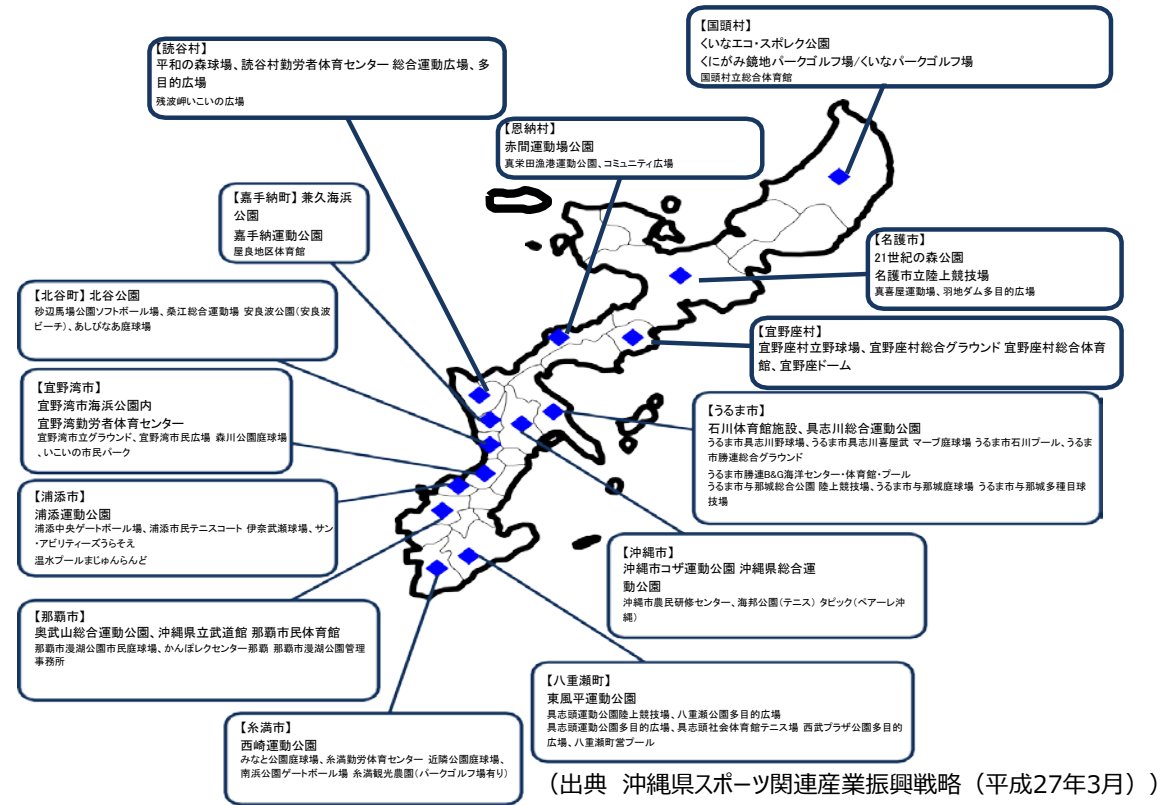 【国頭村】
くいなエコ・スポレク公園
くにがみ鏡地パークゴルフ場/くいなパークゴルフ場
国頭村立総合体育館
【読谷村】
平和の森球場、読谷村勤労者体育センター 総合運動広場、多
目的広場
残波岬いこいの広場
【恩納村】
赤間運動場公園
真栄田漁港運動公園、コミュニティ広場
【嘉手納町】 兼久海浜
公園
嘉手納運動公園
屋良地区体育館
【名護市】
21世紀の森公園
名護市立陸上競技場
真喜屋運動場、羽地ダム多目的広場
【北谷町】 北谷公園
砂辺馬場公園ソフトボール場、桑江総合運動場 安良波公園(安良波
ビーチ)、あしびなあ庭球場
【宜野座村】
宜野座村立野球場、宜野座村総合グラウンド 宜野座村総合体育
館、宜野座ドーム
【宜野湾市】
宜野湾市海浜公園内
宜野湾勤労者体育センター
宜野湾市立グラウンド、宜野湾市民広場 森川公園庭球場
、いこいの市民パーク
【うるま市】
石川体育館施設、具志川総合運動公園
うるま市具志川野球場、うるま市具志川喜屋武 マーブ庭球場 うるま市石川プール、うるま
市勝連総合グラウンド
うるま市勝連B&G海洋センター・体育館・プール
うるま市与那城総合公園 陸上競技場、うるま市与那城庭球場 うるま市与那城多種目球
技場
【浦添市】
浦添運動公園
浦添中央ゲートボール場、浦添市民テニスコート 伊奈武瀬球場、サン
・アビリティーズうらそえ
温水プールまじゅんらんど
【沖縄市】
沖縄市コザ運動公園 沖縄県総合運
動公園
沖縄市農民研修センター、海邦公園(テニス) タピック(ペアーレ沖
縄)
【那覇市】
奥武山総合運動公園、沖縄県立武道館 那覇市民体育館
那覇市漫湖公園市民庭球場、かんぽレクセンター那覇 那覇市漫湖公園管理
事務所
【八重瀬町】
東風平運動公園
具志頭運動公園陸上競技場、八重瀬公園多目的広場
具志頭運動公園多目的広場、具志頭社会体育館テニス場 西武プラザ公園多目的
広場、八重瀬町営プール
【糸満市】
西崎運動公園
みなと公園庭球場、糸満勤労体育センター 近隣公園庭球場、
南浜公園ゲートボール場 糸満観光農園(パークゴルフ場有り)
(出典 沖縄県スポーツ関連産業振興戦略(平成27年3月))